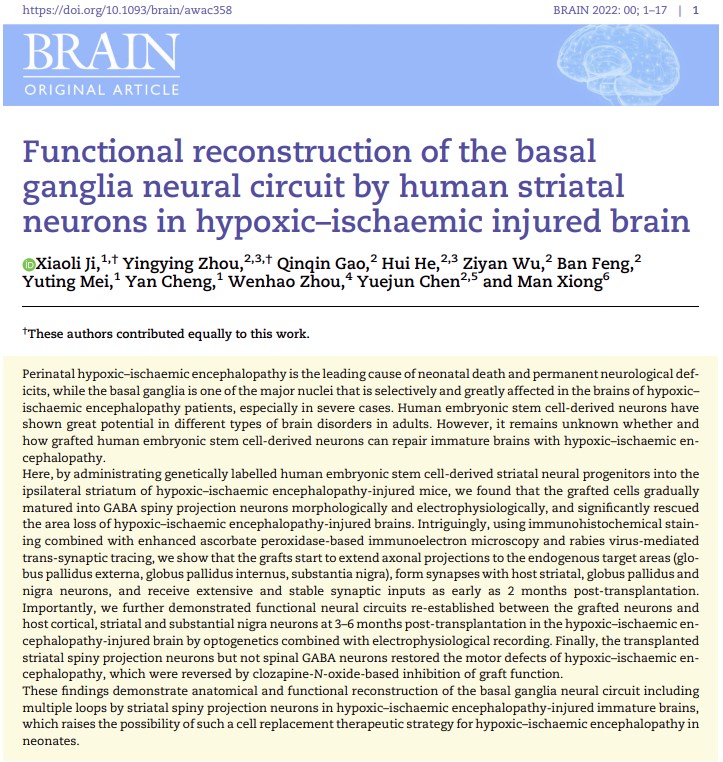 https://doi.org/10.1093/brain/awac358
BRAIN 2022: 00; 1–17 | 1
BRAIN
ORIGINAL ARTICLE
Functional reconstruction of the basal
ganglia neural circuit by human striatal
neurons in hypoxic–ischaemic injured brain
iD Xiaoli Ji,1,† Yingying Zhou,2,3,† Qinqin Gao,2 Hui He,2,3 Ziyan Wu,2 Ban Feng,2
Yuting Mei,1 Yan Cheng,1 Wenhao Zhou,4 Yuejun Chen2,5 and Man Xiong6
†These authors contributed equally to this work.
Perinatal hypoxic–ischaemic encephalopathy is the leading cause of neonatal death and permanent neurological def-
icits, while the basal ganglia is one of the major nuclei that is selectively and greatly affected in the brains of hypoxic–
ischaemic encephalopathy patients, especially in severe cases. Human embryonic stem cell-derived neurons have
shown great potential in different types of brain disorders in adults. However, it remains unknown whether and
how grafted human embryonic stem cell-derived neurons can repair immature brains with hypoxic–ischaemic en-
cephalopathy.
Here, by administrating genetically labelled human embryonic stem cell-derived striatal neural progenitors into the
ipsilateral striatum of hypoxic–ischaemic encephalopathy-injured mice, we found that the grafted cells gradually
matured into GABA spiny projection neurons morphologically and electrophysiologically, and significantly rescued
the area loss of hypoxic–ischaemic encephalopathy-injured brains. Intriguingly, using immunohistochemical stain-
ing combined with enhanced ascorbate peroxidase-based immunoelectron microscopy and rabies virus-mediated
trans-synaptic tracing, we show that the grafts start to extend axonal projections to the endogenous target areas (glo-
bus pallidus externa, globus pallidus internus, substantia nigra), form synapses with host striatal, globus pallidus and
nigra neurons, and receive extensive and stable synaptic inputs as early as 2 months post-transplantation.
Importantly, we further demonstrated functional neural circuits re-established between the grafted neurons and
host cortical, striatal and substantial nigra neurons at 3–6 months post-transplantation in the hypoxic–ischaemic en-
cephalopathy-injured brain by optogenetics combined with electrophysiological recording. Finally, the transplanted
striatal spiny projection neurons but not spinal GABA neurons restored the motor defects of hypoxic–ischaemic en-
cephalopathy, which were reversed by clozapine-N-oxide-based inhibition of graft function.
These findings demonstrate anatomical and functional reconstruction of the basal ganglia neural circuit including
multiple loops by striatal spiny projection neurons in hypoxic–ischaemic encephalopathy-injured immature brains,
which raises the possibility of such a cell replacement therapeutic strategy for hypoxic–ischaemic encephalopathy in
neonates.